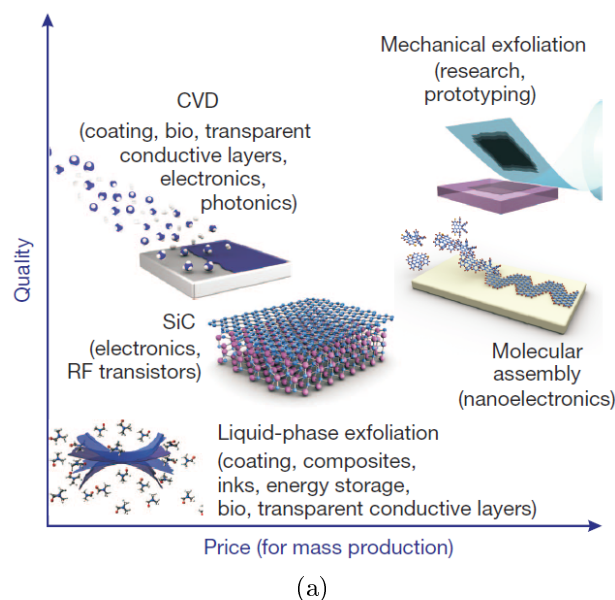 Mechanical exfoliation
(research,
prototyping)
CVD
(coating, bio, transparent
conductive layers,
electronics,
photonics)
Quality
SiC
(electronics,
RF transistors)
Molecular
assembly
(nanoelectronics)
Liquid-phase exfoliation
(coating, composites,
inks, energy storage,
bio, transparent conductive layers)
Price (for mass production)
(a)